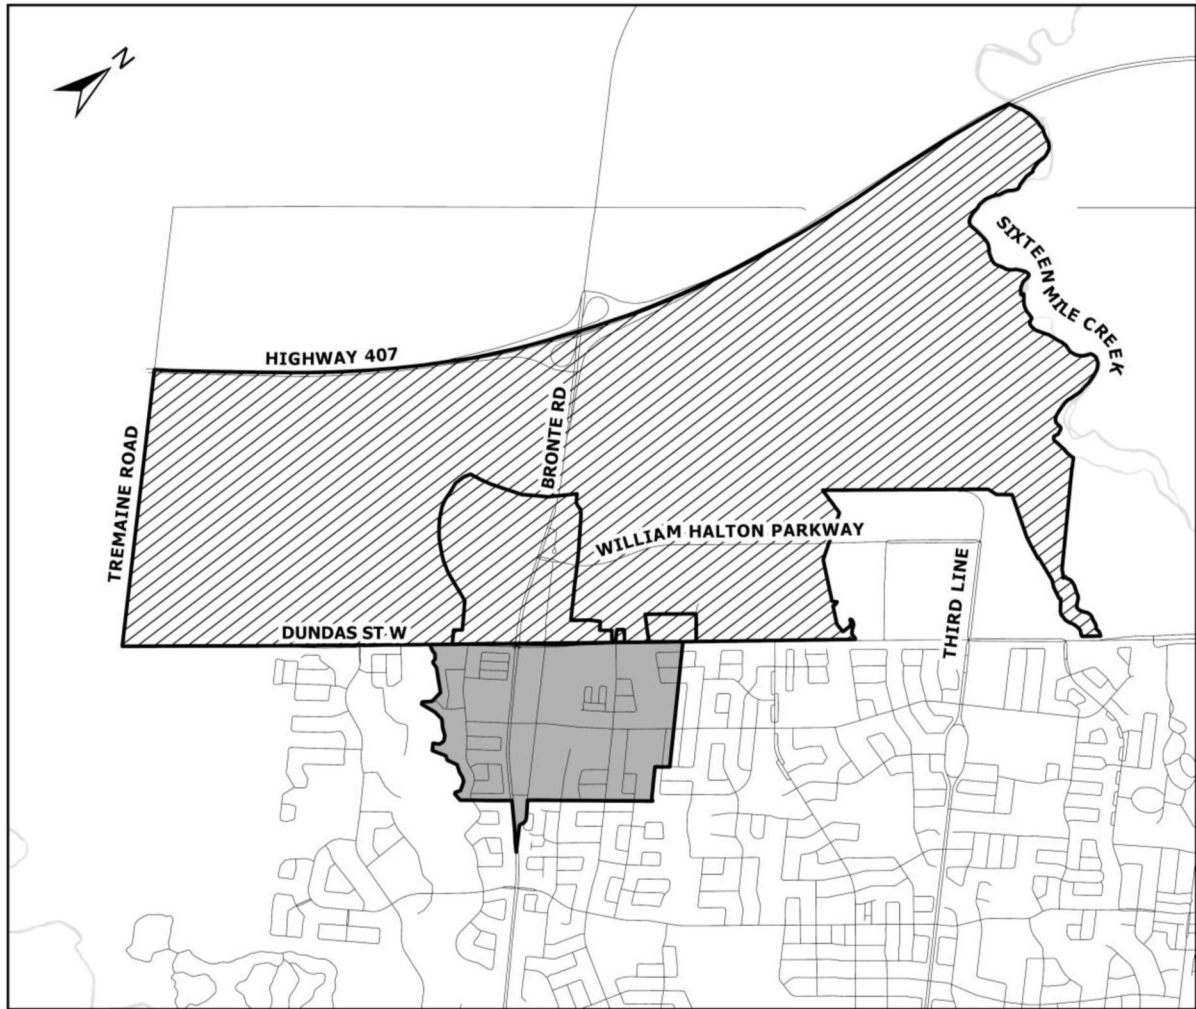 N
SIXTEEN MILE CREEK
HIGHWAY 407
BRONTE RD
TREMAINE ROAD
WILLIAM HALTON PARKWAY
THIRD LINE
DUNDAS ST W